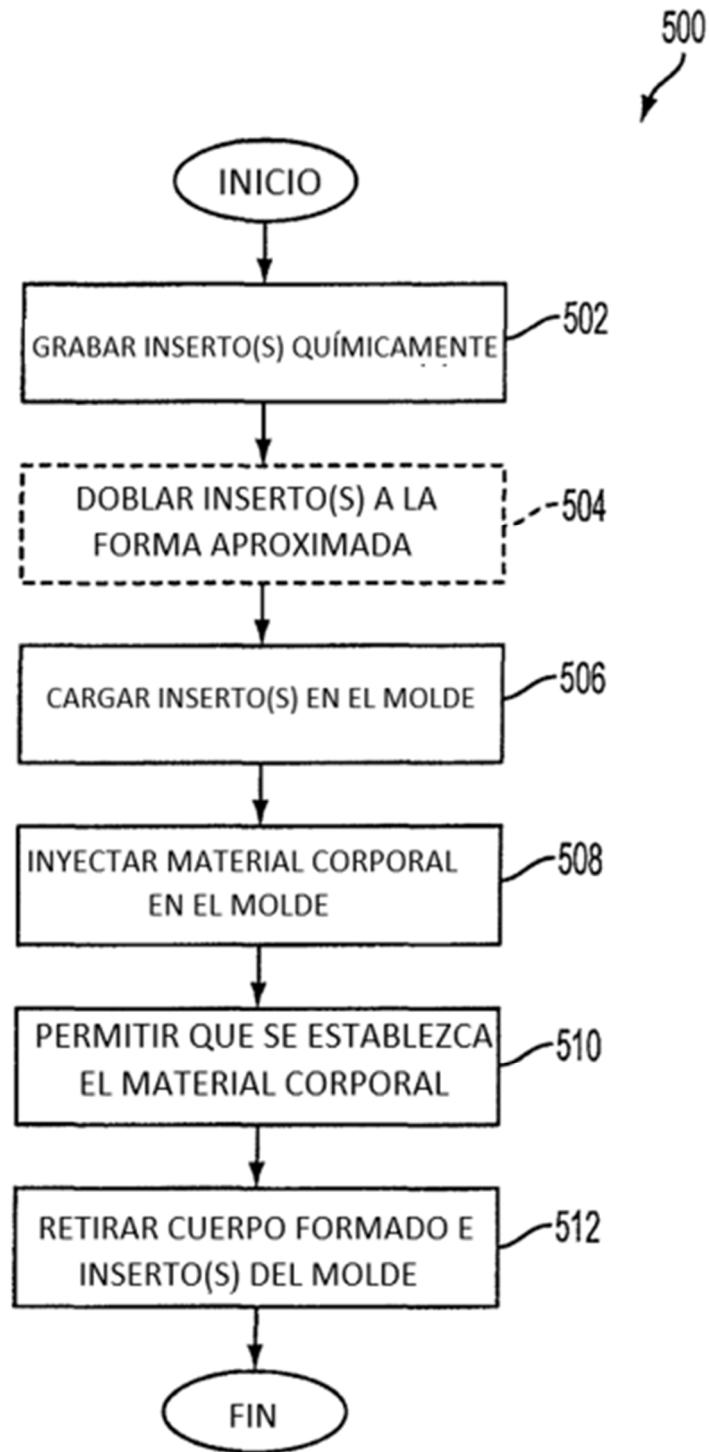 500
INICIO
GRABAR INSERTO(S) QUÍMICAMENTE
502
DOBLAR INSERTO(S) A LA
FORMA APROXIMADA
504
CARGAR INSERTO(S) EN EL MOLDE
506
INYECTAR MATERIAL CORPORAL
EN EL MOLDE
508
PERMITIR QUE SE ESTABLEZCA
EL MATERIAL CORPORAL
510
RETIRAR CUERPO FORMADO E
INSERTO(S) DEL MOLDE
512
FIN